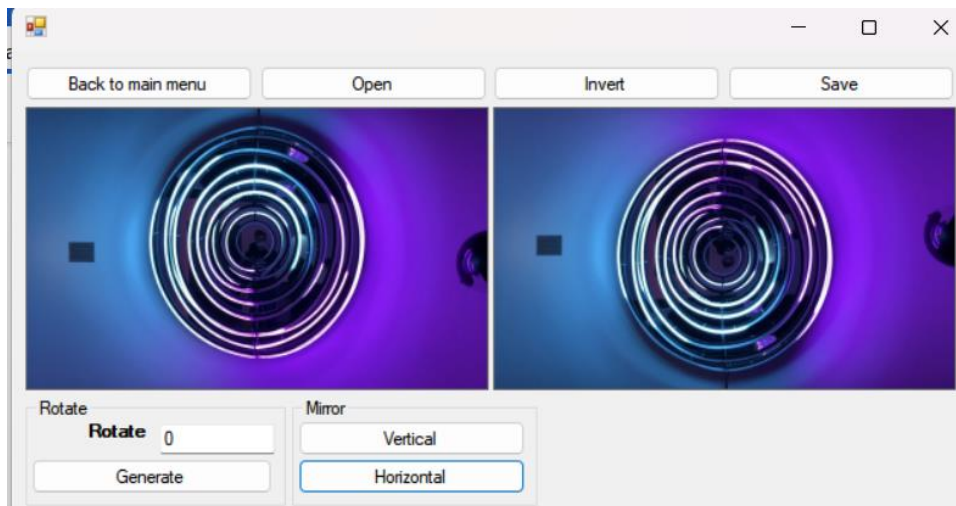 Back to main menu
Open
Invert
Save
Rotate
Rotate 0
Generate
Mirror
Vertical
Horizontal